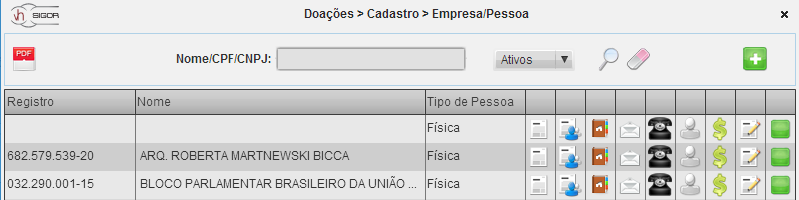 vh SIGOR
Doações > Cadastro > Empresa/Pessoa
×
PDF
Nome/CPF/CNPJ:
Ativos
Registro Nome Tipo de Pessoa
Física
682.579.539-20 ARQ. ROBERTA MARTNEWSKI BICCA Física
032.290.001-15 BLOCO PARLAMENTAR BRASILEIRO DA UNIÃO ... Física